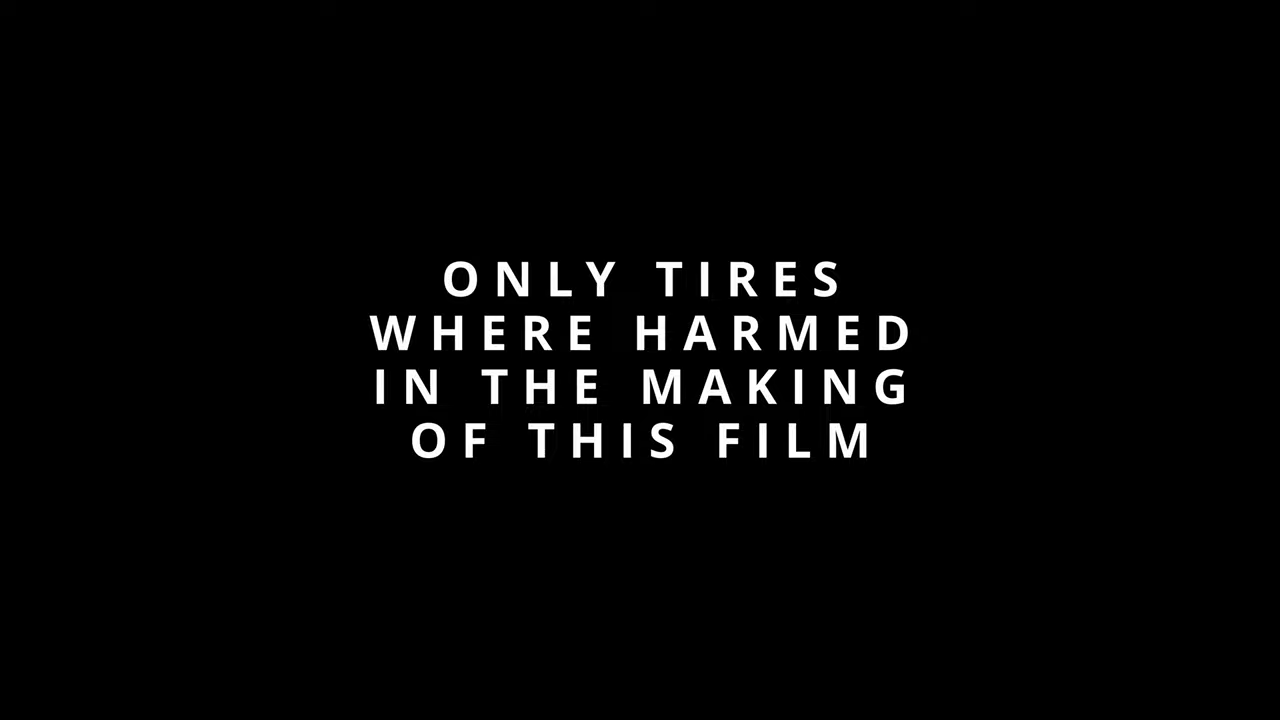 ONLY TIRES
WHERE HARMED
IN THE MAKING
OF THIS FILM